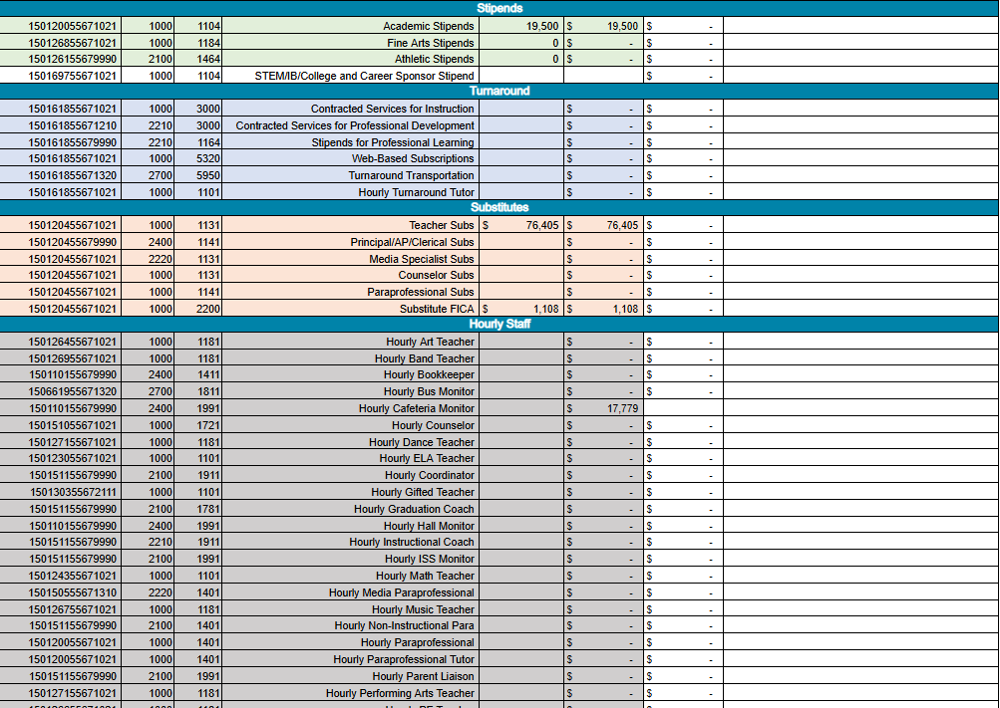 Stipends
150120055671021 1000 1104 Academic Stipends 19,500 $ 19,500 $ -
150126855671021 1000 1184 Fine Arts Stipends 0 $ - $ -
150126155679990 2100 1464 Athletic Stipends 0 $ - $ -
150169755671021 1000 1104 STEM/IB/College and Career Sponsor Stipend $ -
Turnaround
150161855671021 1000 3000 Contracted Services for Instruction $ - $ -
150161855671210 2210 3000 Contracted Services for Professional Development $ - $ -
150161855679990 2210 1164 Stipends for Professional Learning $ - $ -
150161855671021 1000 5320 Web-Based Subscriptions $ - $ -
150161855671320 2700 5950 Turnaround Transportation $ - $ -
150161855671021 1000 1101 Hourly Turnaround Tutor $ - $ -
Substitutes
150120455671021 1000 1131 Teacher Subs $ 76,405 $ 76,405 $ -
150120455679990 2400 1141 Principal/AP/Clerical Subs $ - $ -
150120455671021 2220 1131 Media Specialist Subs $ - $ -
150120455671021 1000 1131 Counselor Subs $ - $ -
150120455671021 1000 1141 Paraprofessional Subs $ - $ -
150120455671021 1000 2200 Substitute FICA $ 1,108 $ 1,108 $ -
Hourly Staff
150126455671021 1000 1181 Hourly Art Teacher $ - $ -
150126955671021 1000 1181 Hourly Band Teacher $ - $ -
150110155679990 2400 1411 Hourly Bookkeeper $ - $ -
150661955671320 2700 1811 Hourly Bus Monitor $ - $ -
150110155679990 2400 1991 Hourly Cafeteria Monitor $ 17,779
150151055671021 1000 1721 Hourly Counselor $ - $ -
150127155671021 1000 1181 Hourly Dance Teacher $ - $ -
150123055671021 1000 1101 Hourly ELA Teacher $ - $ -
150151155679990 2100 1911 Hourly Coordinator $ - $ -
150130355672111 1000 1101 Hourly Gifted Teacher $ - $ -
150151155679990 2100 1781 Hourly Graduation Coach $ - $ -
150110155679990 2400 1991 Hourly Hall Monitor $ - $ -
150151155679990 2210 1911 Hourly Instructional Coach $ - $ -
150151155679990 2100 1991 Hourly ISS Monitor $ - $ -
150124355671021 1000 1101 Hourly Math Teacher $ - $ -
150150555671310 2220 1401 Hourly Media Paraprofessional $ - $ -
150126755671021 1000 1181 Hourly Music Teacher $ - $ -
150151155679990 2100 1401 Hourly Non-Instructional Para $ - $ -
150120055671021 1000 1401 Hourly Paraprofessional $ - $ -
150120055671021 1000 1401 Hourly Paraprofessional Tutor $ - $ -
150151155679990 2100 1991 Hourly Parent Liaison $ - $ -
150127155671021 1000 1181 Hourly Performing Arts Teacher $ - $ -